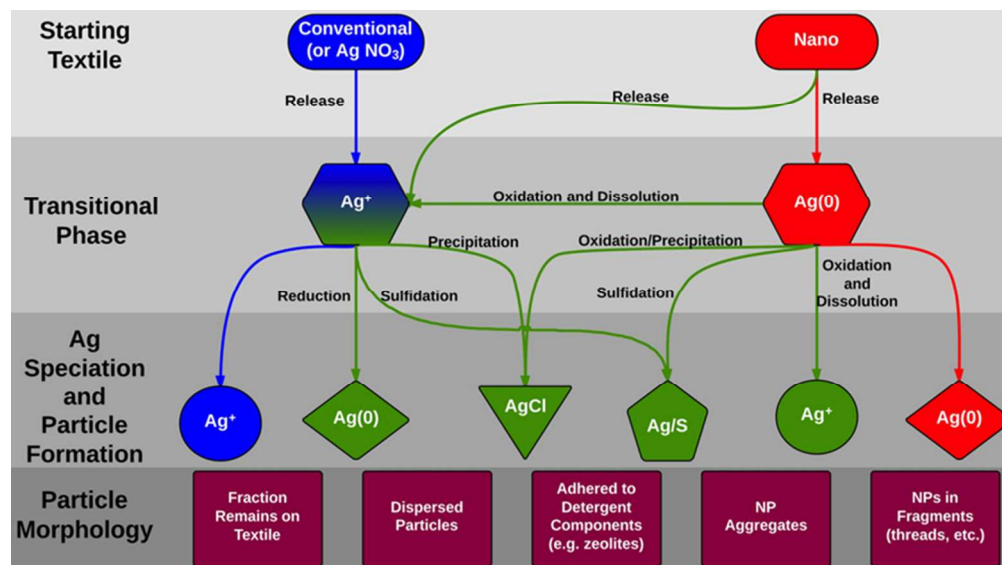 Starting
Textile
Conventional
(or Ag NO₃)
Nano
Release
Release
Release
Transitional
Phase
Ag⁺
Oxidation and Dissolution
Ag(0)
Precipitation
Oxidation/Precipitation
Reduction
Sulfidation
Sulfidation
Oxidation
and
Dissolution
Ag
Speciation
and
Particle
Formation
Ag⁺
Ag(0)
AgCl
Ag/S
Ag⁺
Ag(0)
Particle
Morphology
Fraction
Remains on
Textile
Dispersed
Particles
Adhered to
Detergent
Components
(e.g. zeolites)
NP
Aggregates
NPs in
Fragments
(threads, etc.)